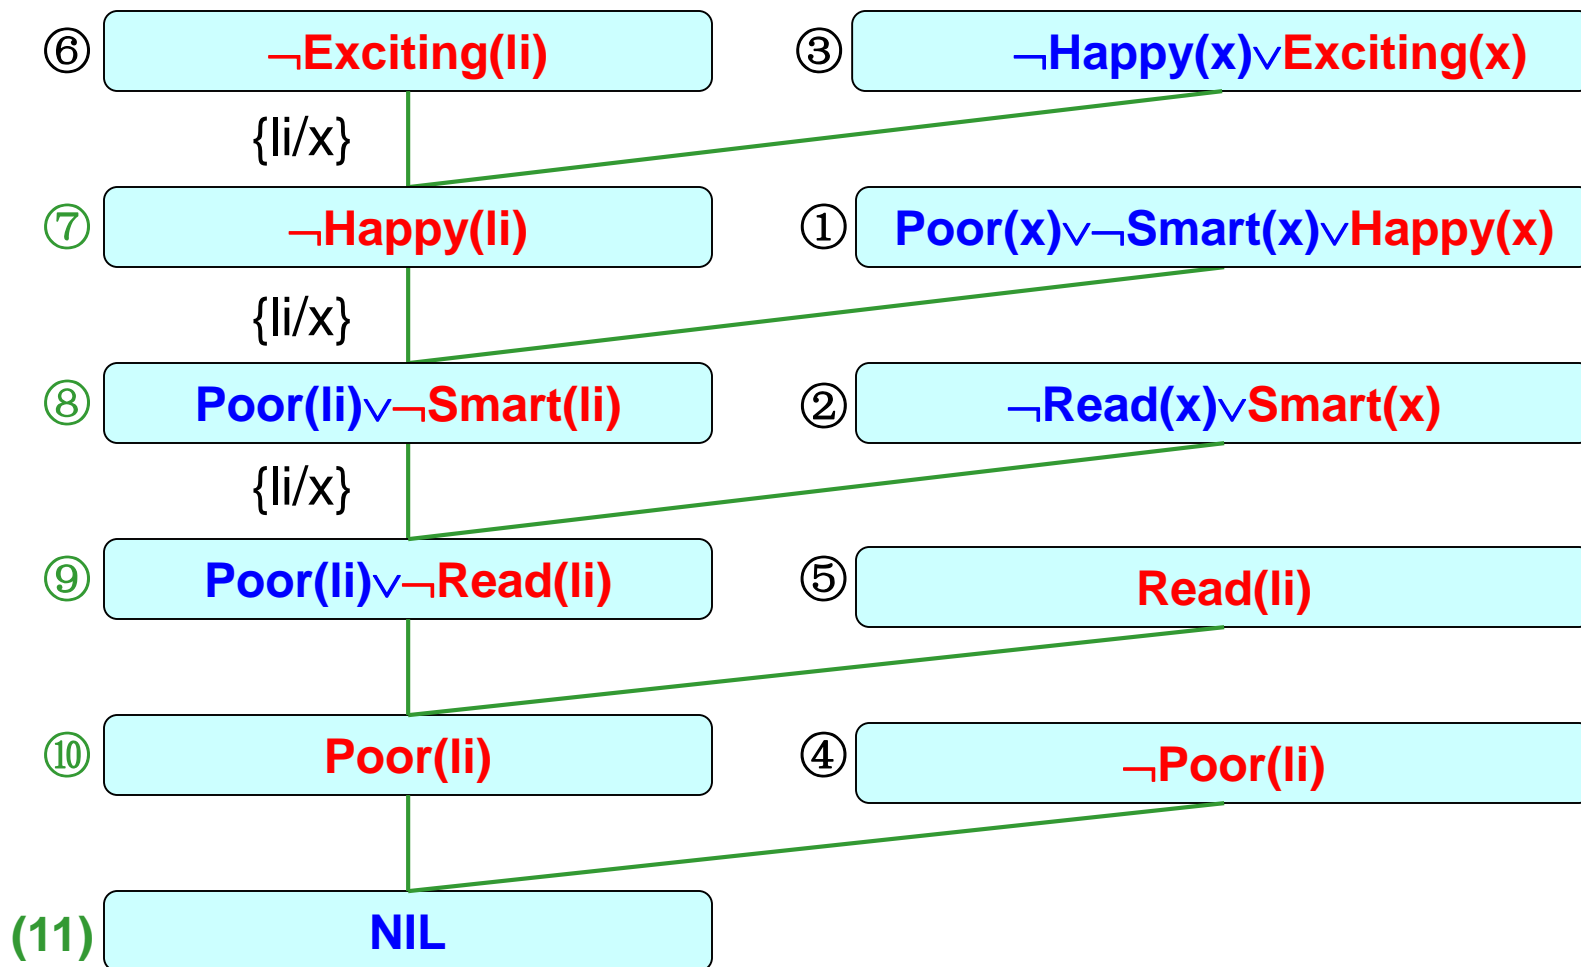 ⑥ ¬Exciting(li)
③ ¬Happy(x)∨Exciting(x)
{li/x}
⑦ ¬Happy(li)
① Poor(x)∨¬Smart(x)∨Happy(x)
{li/x}
⑧ Poor(li)∨¬Smart(li)
② ¬Read(x)∨Smart(x)
{li/x}
⑨ Poor(li)∨¬Read(li)
⑤ Read(li)
⑩ Poor(li)
④ ¬Poor(li)
(11) NIL